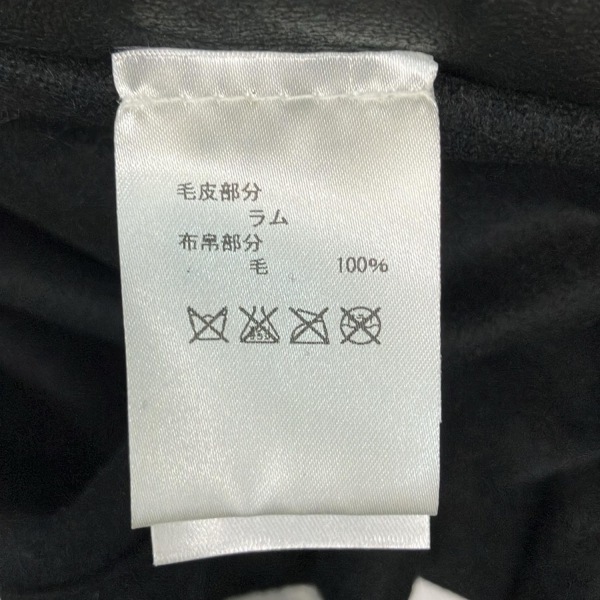 毛皮部分
ラム
布帛部分
毛 100%